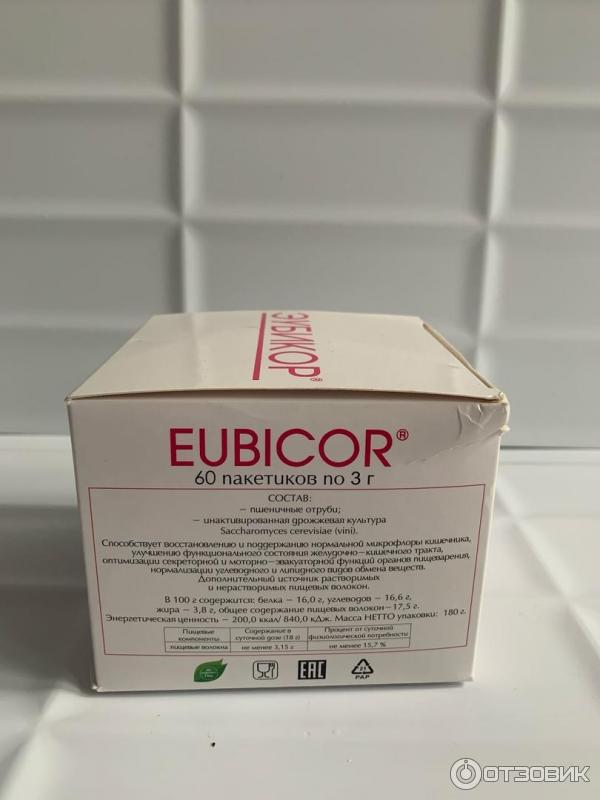 ЭУБИКОР®
EUBICOR®
60 пакетиков по 3 г
СОСТАВ:
– пшеничные отруби;
– инактивированная дрожжевая культура
Saccharomyces cerevisiae (vini).
Способствует восстановлению и поддержанию нормальной микрофлоры кишечника,
улучшению функционального состояния желудочно–кишечного тракта,
оптимизации секреторной и моторно–эвакуаторной функций органов пищеварения,
нормализации углеводного и липидного видов обмена веществ.
Дополнительный источник растворимых
и нерастворимых пищевых волокон.
В 100 г содержится: белка – 16,0 г, углеводов – 16,6 г,
жира – 3,8 г, общее содержание пищевых волокон–17,5 г.
Энергетическая ценность – 200,0 ккал/ 840,0 кДж. Масса НЕТТО упаковки: 180 г.
Пищевые компоненты Содержание в суточной дозе (18 г) Процент от суточной физиологической потребности
пищевые волокна не менее 3,15 г не менее 15,7 %
EAC
21
PAP
ОТЗОВИК